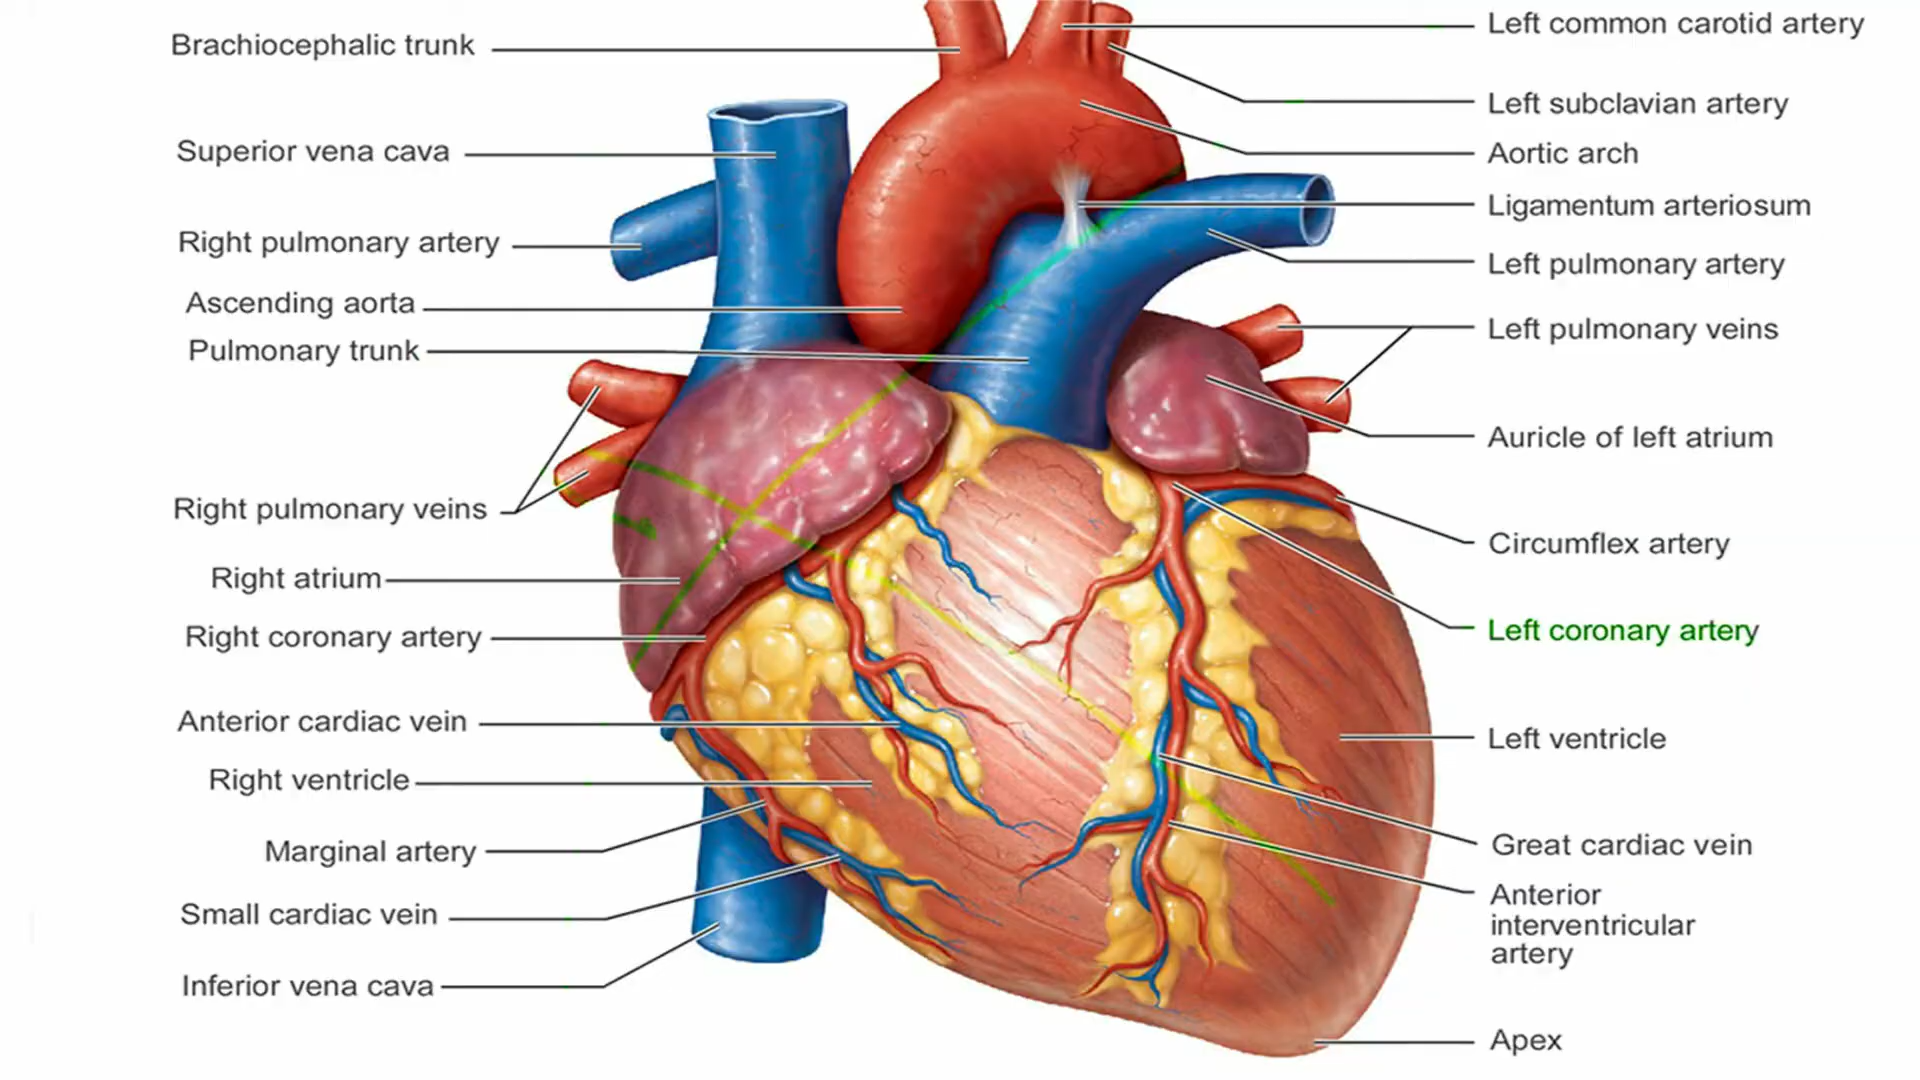 Brachiocephalic trunk
Superior vena cava
Right pulmonary artery
Ascending aorta
Pulmonary trunk
Right pulmonary veins
Right atrium
Right coronary artery
Anterior cardiac vein
Right ventricle
Marginal artery
Small cardiac vein
Inferior vena cava
Left common carotid artery
Left subclavian artery
Aortic arch
Ligamentum arteriosum
Left pulmonary artery
Left pulmonary veins
Auricle of left atrium
Circumflex artery
Left coronary artery
Left ventricle
Great cardiac vein
Anterior
interventricular
artery
Apex